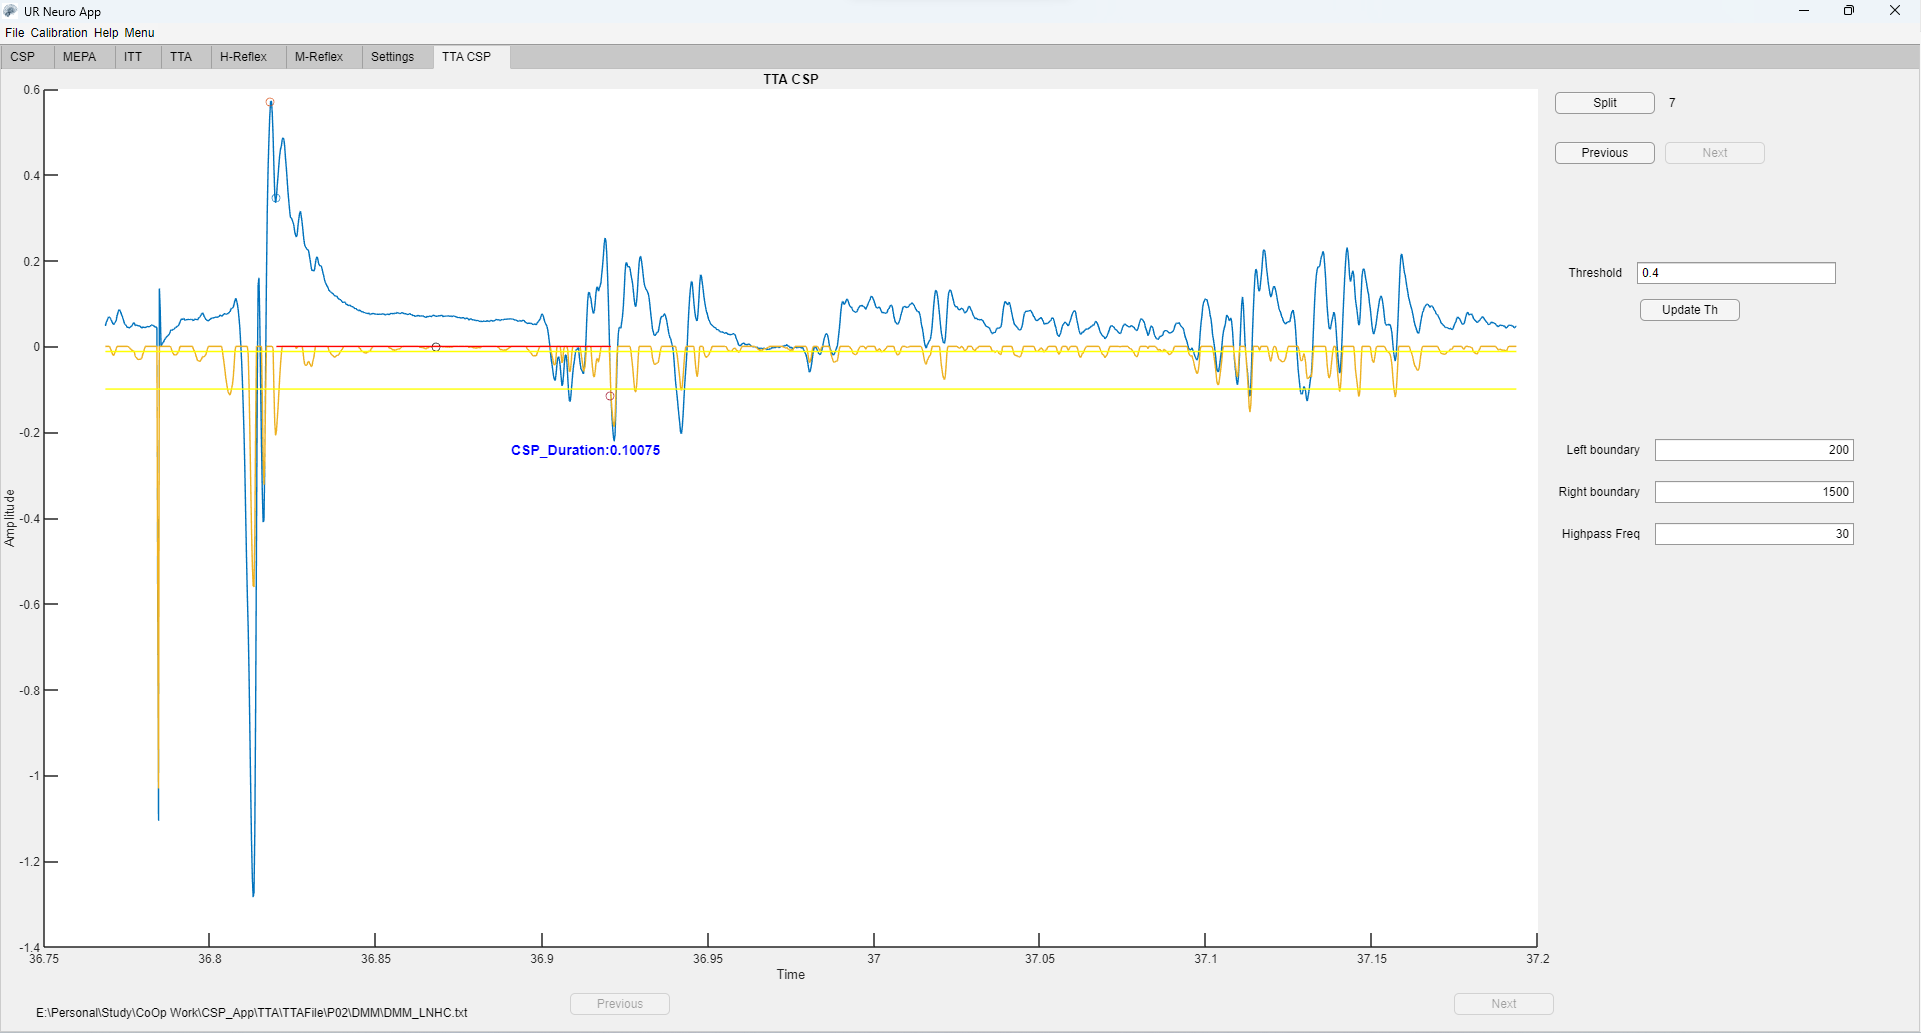 UR Neuro App
File Calibration Help Menu
CSP MEPA ITT TTA H-Reflex M-Reflex Settings TTA CSP
TTA CSP
Split 7
Previous Next
Threshold 0.4
Update Th
Left boundary 200
Right boundary 1500
Highpass Freq 30
0.6
0.4
0.2
0
-0.2
-0.4
-0.6
-0.8
-1
-1.2
-1.4
Amplitude
CSP_Duration:0.10075
36.75 36.8 36.85 36.9 36.95 37 37.05 37.1 37.15 37.2
Time
Previous Next
E:\Personal\Study\CoOp Work\CSP_App\TTA\TTAFile\P02\DMM\DMM_LNHC.txt